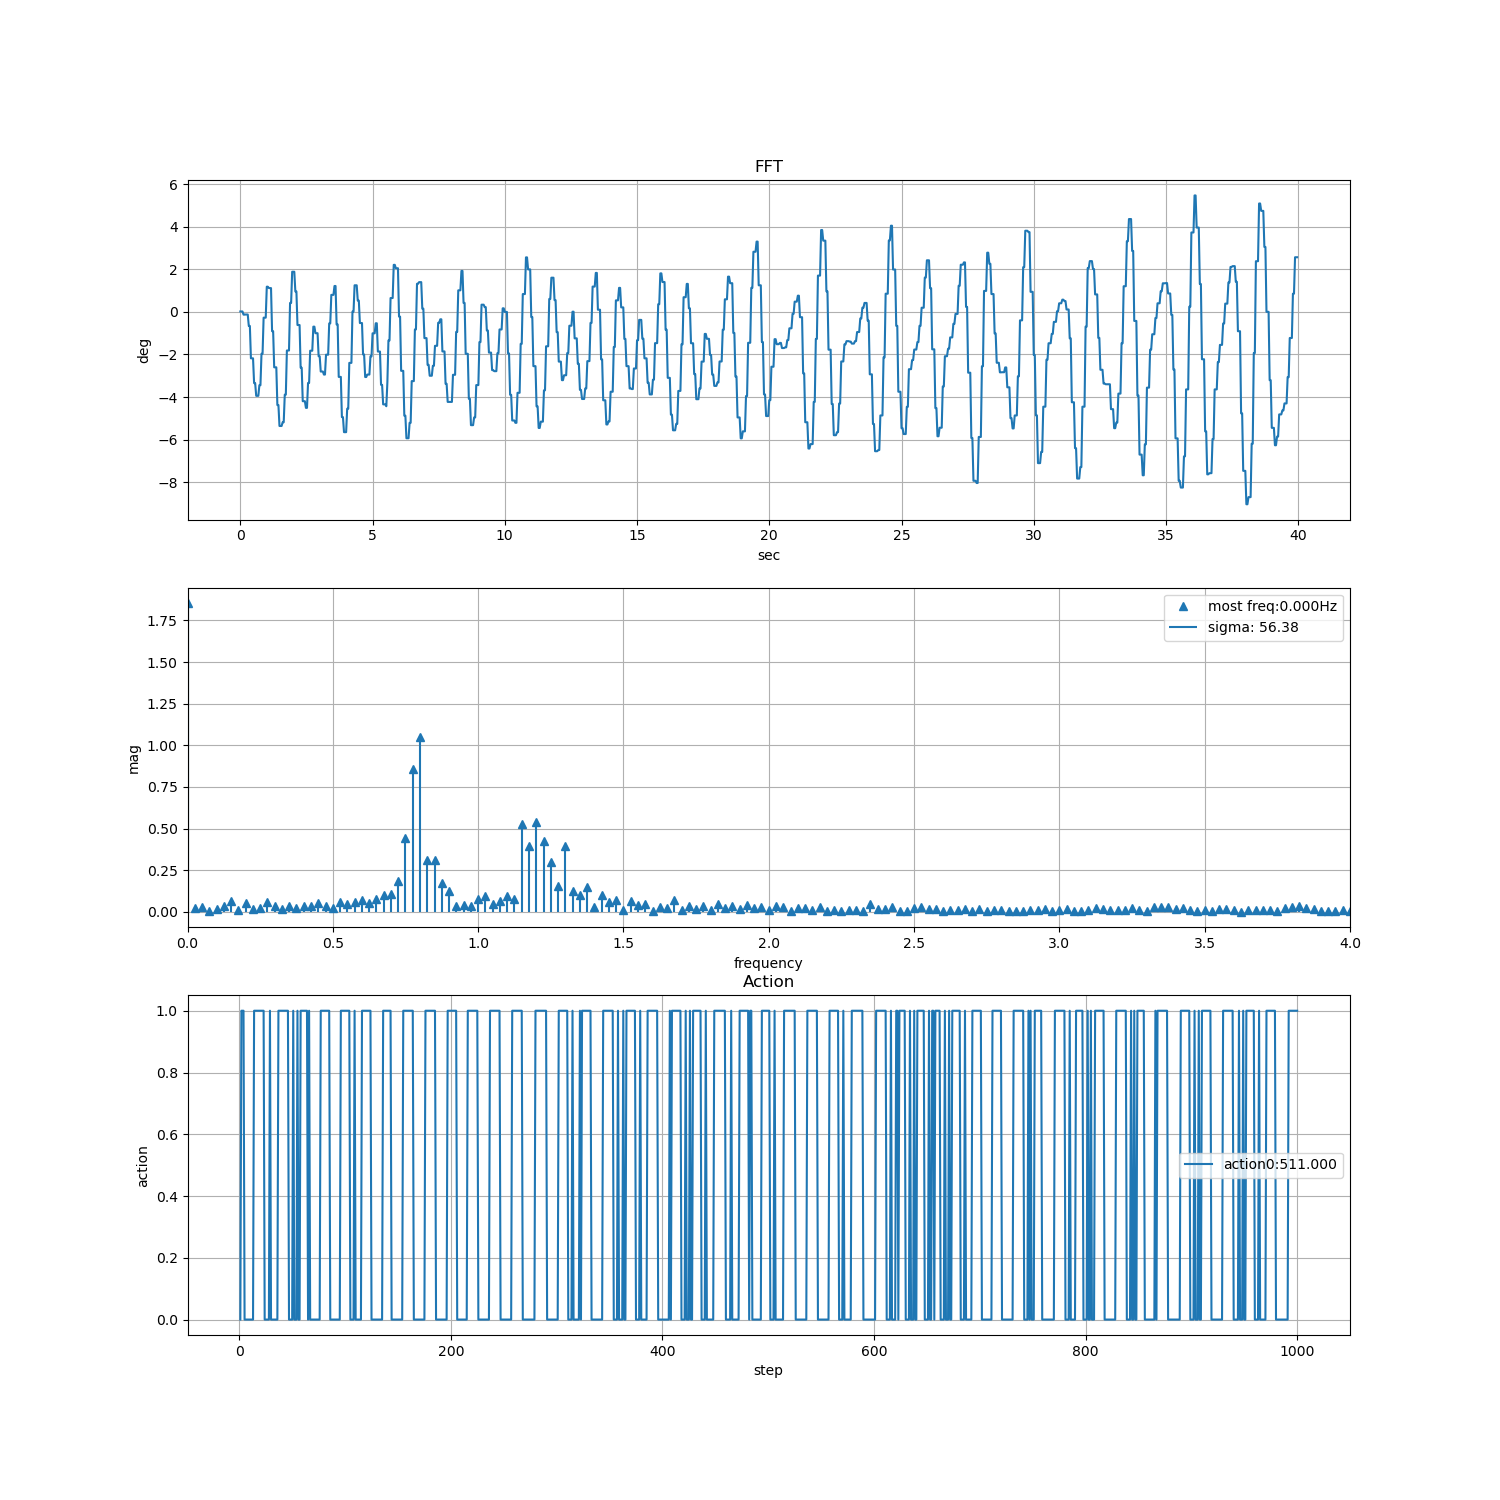 FFT
6
4
2
0
−2
−4
−6
−8
deg
0 5 10 15 20 25 30 35 40
sec
1.75
1.50
1.25
1.00
0.75
0.50
0.25
0.00
mag
most freq:0.000Hz
sigma: 56.38
0.0 0.5 1.0 1.5 2.0 2.5 3.0 3.5 4.0
frequency
Action
1.0
0.8
0.6
0.4
0.2
0.0
action
action0:511.000
0 200 400 600 800 1000
step